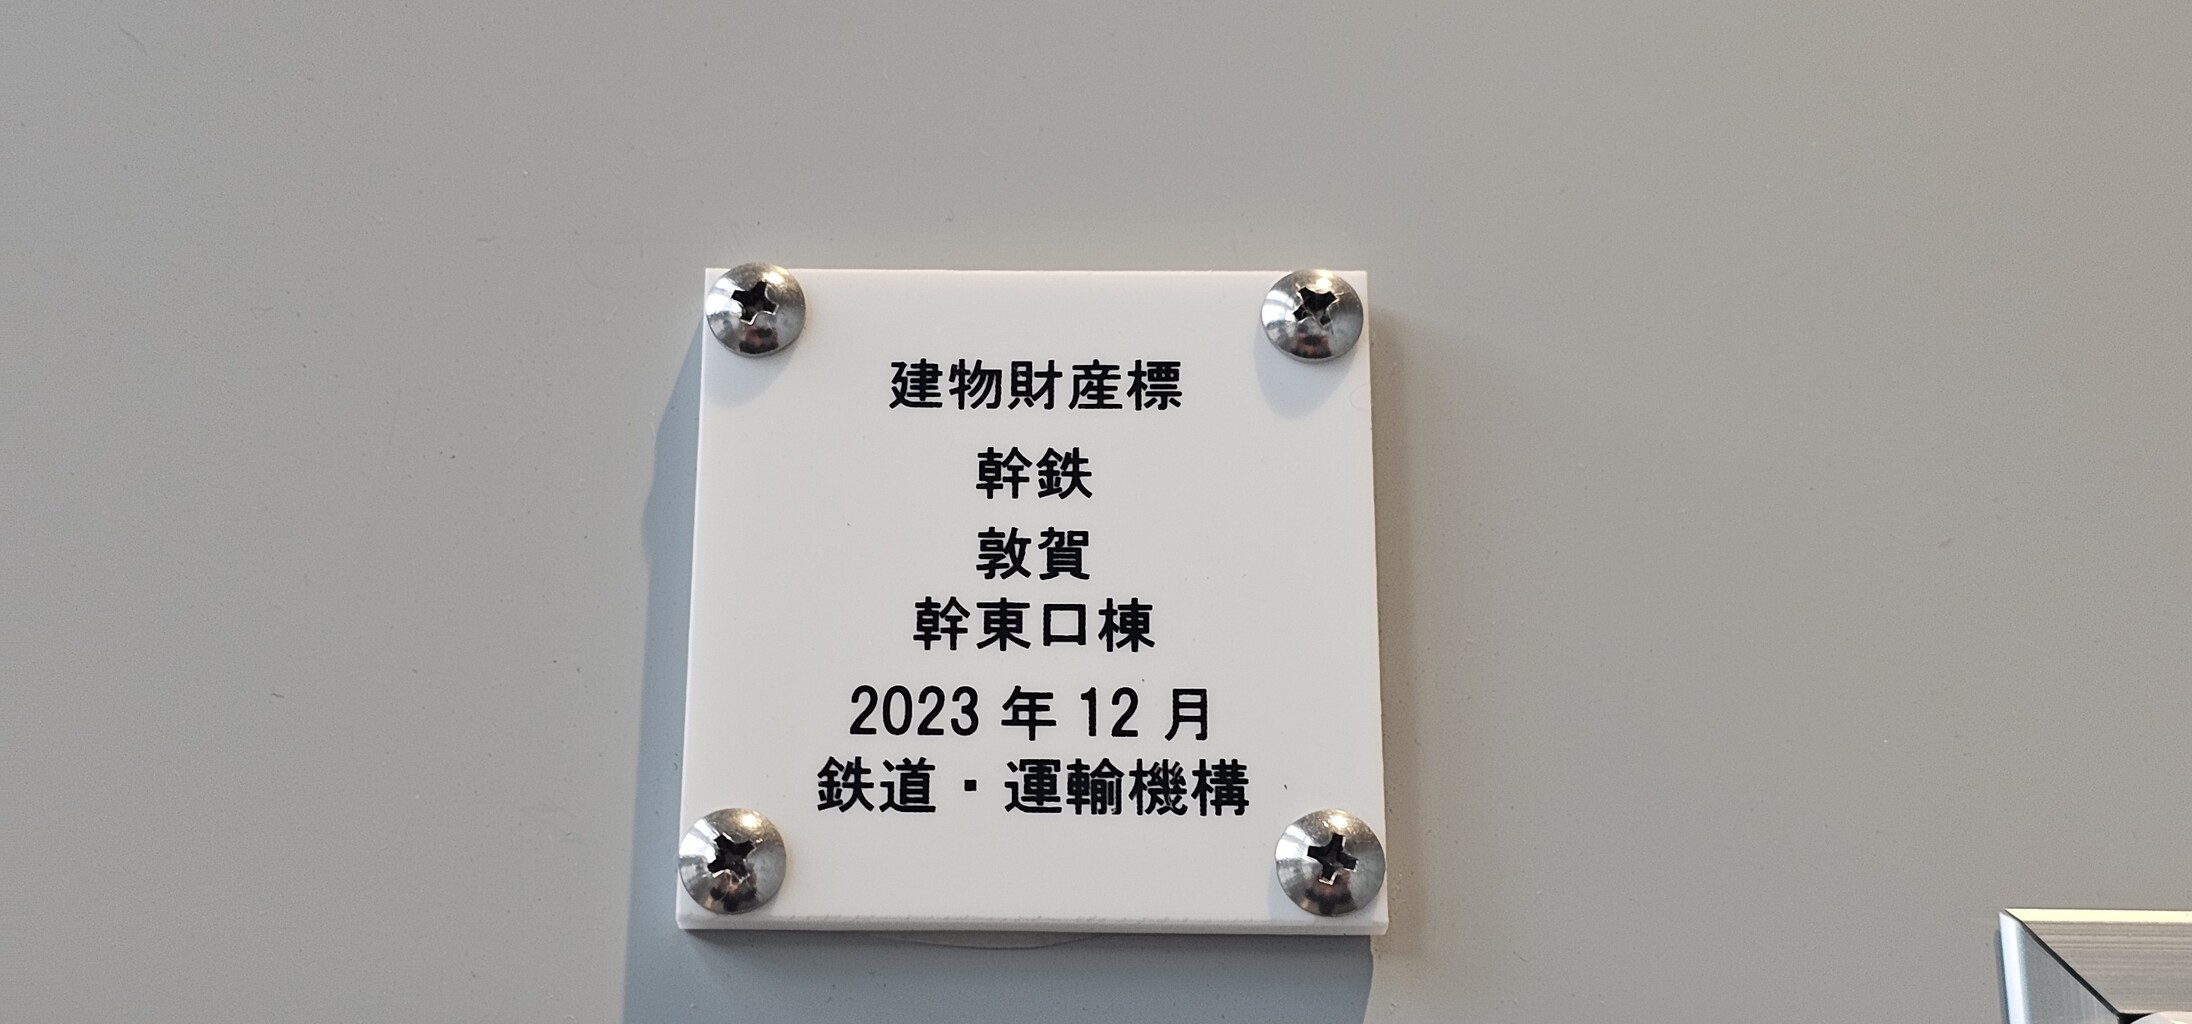 建物財産標
幹鉄
敦賀
幹東口棟
2023 年 12 月
鉄道・運輸機構